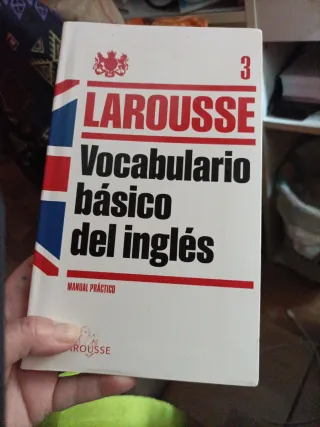 3
LAROUSSE
Vocabulario
básico
del inglés
MANUAL PRÁCTICO
LAROUSSE